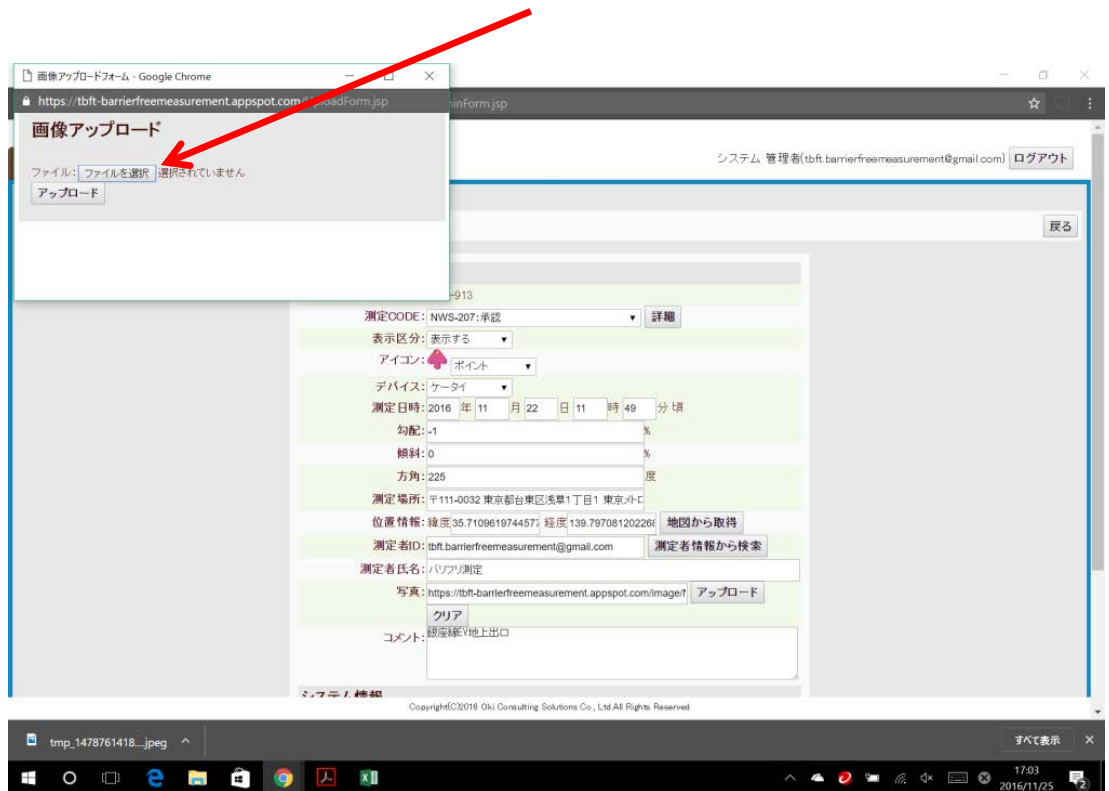 画像アップロードフォーム - Google Chrome
https://tbft-barrierfreemeasurement.appspot.com/
adForm.jsp
inForm.jsp
画像アップロード
ファイル: ファイルを選択 選択されていません
アップロード
システム 管理者(tbft.barrierfreemeasurement@gmail.com) ログアウト
戻る
-913
測定CODE: NWS-207:承認 詳細
表示区分: 表示する
アイコン: ポイント
デバイス: ケータイ
測定日時: 2016 年 11 月 22 日 11 時 49 分 頃
勾配: -1 %
傾斜: 0 %
方角: 225 度
測定場所: 〒111-0032 東京都台東区浅草1丁目1 東京メトロ
位置情報: 緯度 35.7109619744577 経度 139.797081202268 地図から取得
測定者ID: tbft.barrierfreemeasurement@gmail.com 測定者情報から検索
測定者氏名: バリフリ測定
写真: https://tbft-barrierfreemeasurement.appspot.com/image/ アップロード
クリア
コメント: 銀座線EV地上出口
システム情報
Copyright(C)2016 Oki Consulting Solutions Co., Ltd All Rights Reserved.
tmp_1478761418....jpeg
すべて表示
17:03
2016/11/25
2